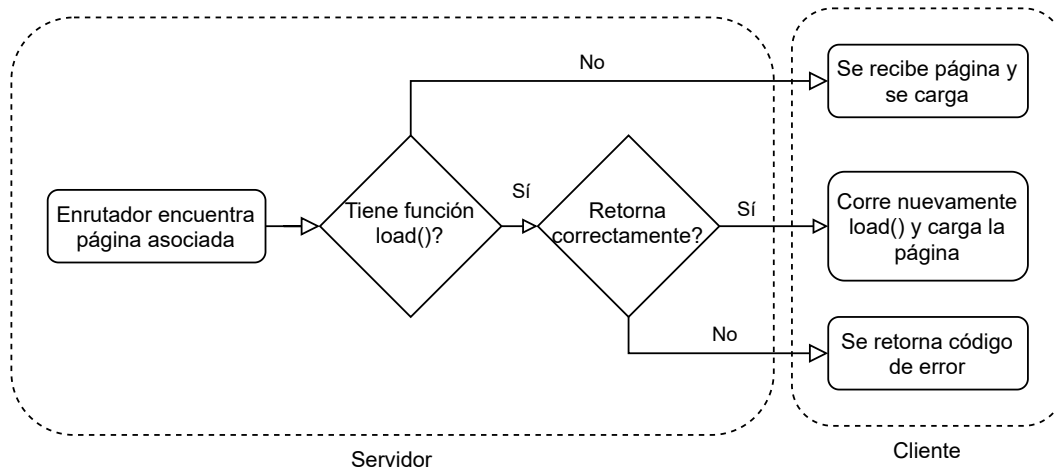 No
Se recibe página y
se carga
Enrutador encuentra
página asociada
Tiene función
load()?
Sí
Retorna
correctamente?
Sí
Corre nuevamente
load() y carga la
página
No
Se retorna código
de error
Servidor
Cliente